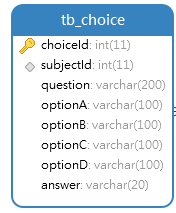 tb_choice
choiceId: int(11)
subjectId: int(11)
question: varchar(200)
optionA: varchar(100)
optionB: varchar(100)
optionC: varchar(100)
optionD: varchar(100)
answer: varchar(20)